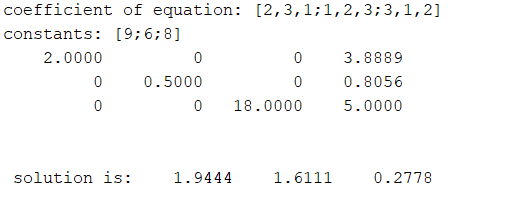 coefficient of equation: [2,3,1;1,2,3;3,1,2]
constants: [9;6;8]
2.0000 0 0 3.8889
0 0.5000 0 0.8056
0 0 18.0000 5.0000
solution is: 1.9444 1.6111 0.2778